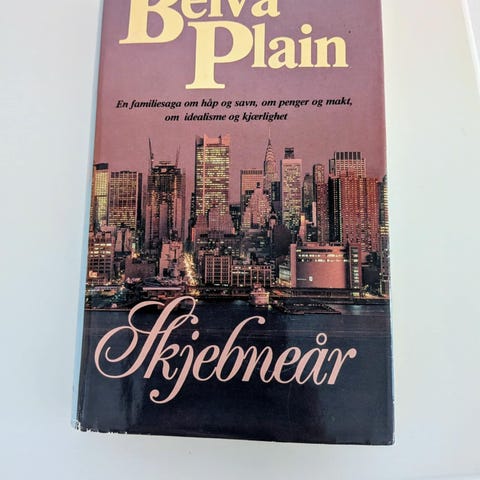 Belva
Plain
En familiesaga om håp og savn, om penger og makt,
om idealisme og kjærlighet
Skjebneår